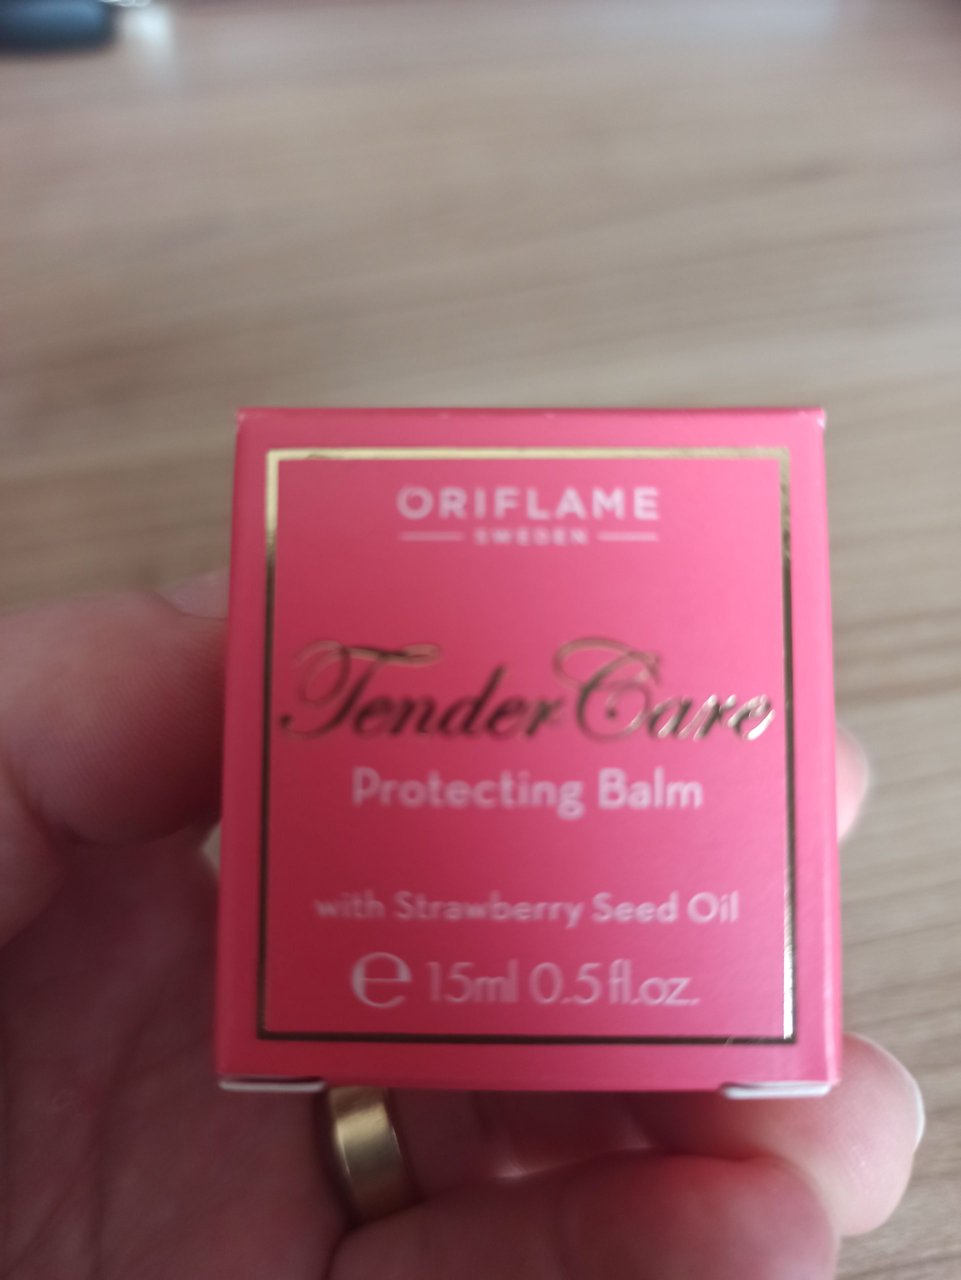 ORIFLAME
SWEDEN
TenderCare
Protecting Balm
with Strawberry Seed Oil
e 15ml 0.5 fl.oz.